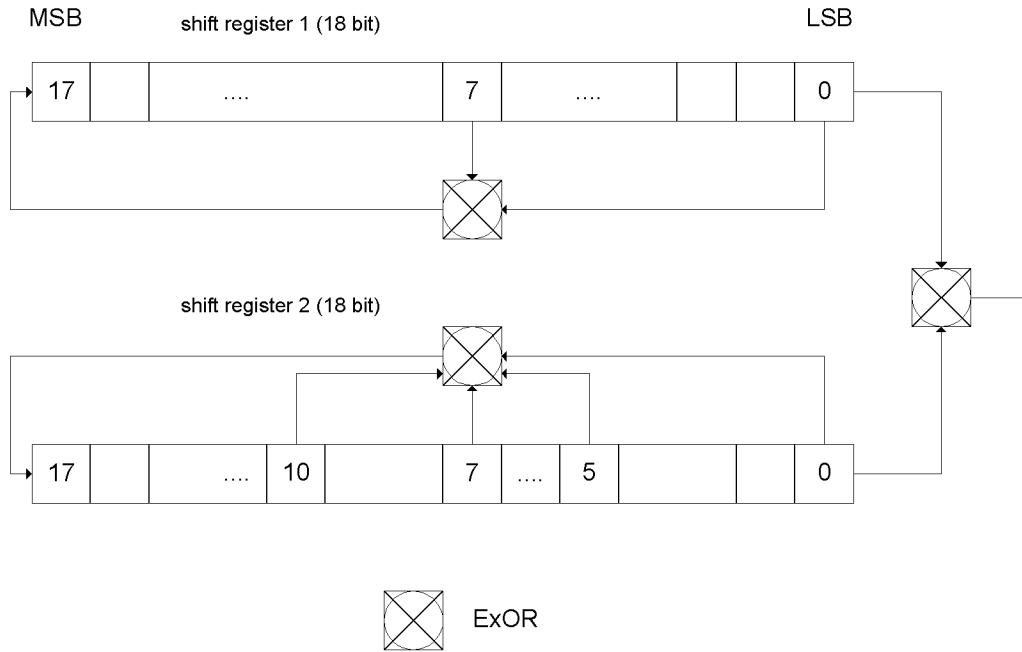 MSB shift register 1 (18 bit) LSB
17 .... 7 .... 0
shift register 2 (18 bit)
17 .... 10 7 .... 5 0
ExOR